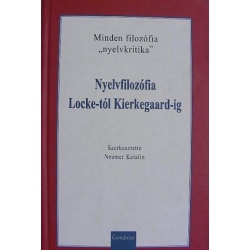 Minden filozófia
„nyelvkritika”
Nyelvfilozófia
Locke-tól Kierkegaard-ig
Szerkesztette
Neumer Katalin
Gondolat